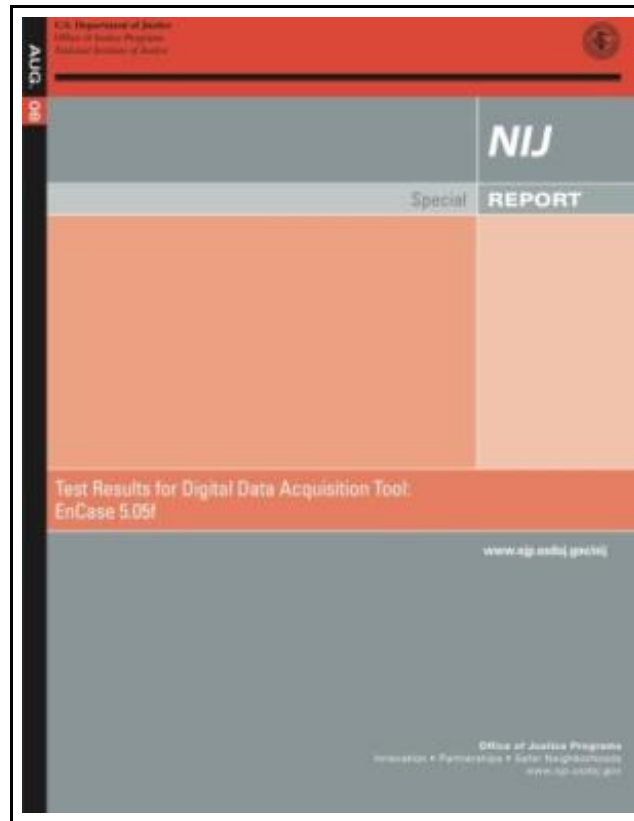 U.S. Department of Justice
Office of Justice Programs
National Institute of Justice
AUG. 08
NIJ
Special REPORT
Test Results for Digital Data Acquisition Tool:
EnCase 5.05f
www.ojp.usdoj.gov/nij
Office of Justice Programs
Innovation • Partnerships • Safer Neighborhoods
www.ojp.usdoj.gov